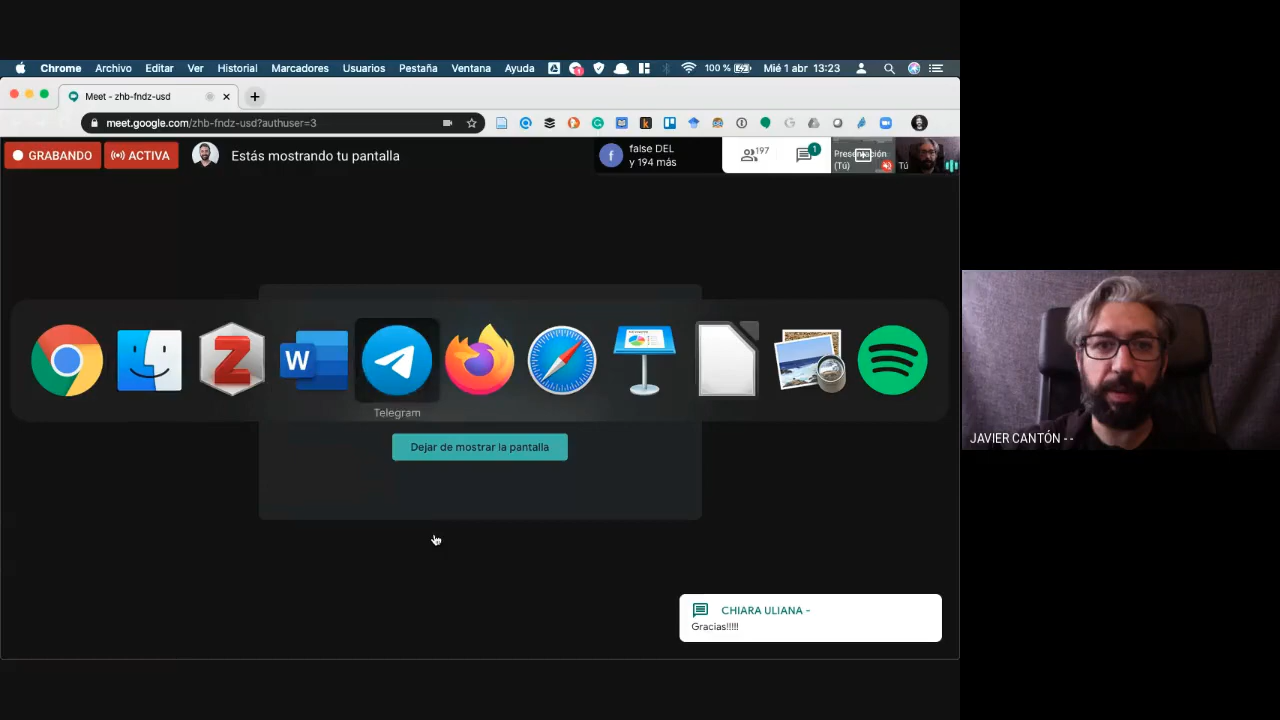 Chrome Archivo Editar Ver Historial Marcadores Usuarios Pestaña Ventana Ayuda 1 100 % Mié 1 abr 13:23
Meet - zhb-fndz-usd
meet.google.com/zhb-fndz-usd?authuser=3
GRABANDO
ACTIVA
Estás mostrando tu pantalla
f
false DEL
y 194 más
197
1
Presentación
(Tú)
Tú
Z
W
Telegram
Dejar de mostrar la pantalla
JAVIER CANTÓN - -
CHIARA ULIANA -
Gracias!!!!!